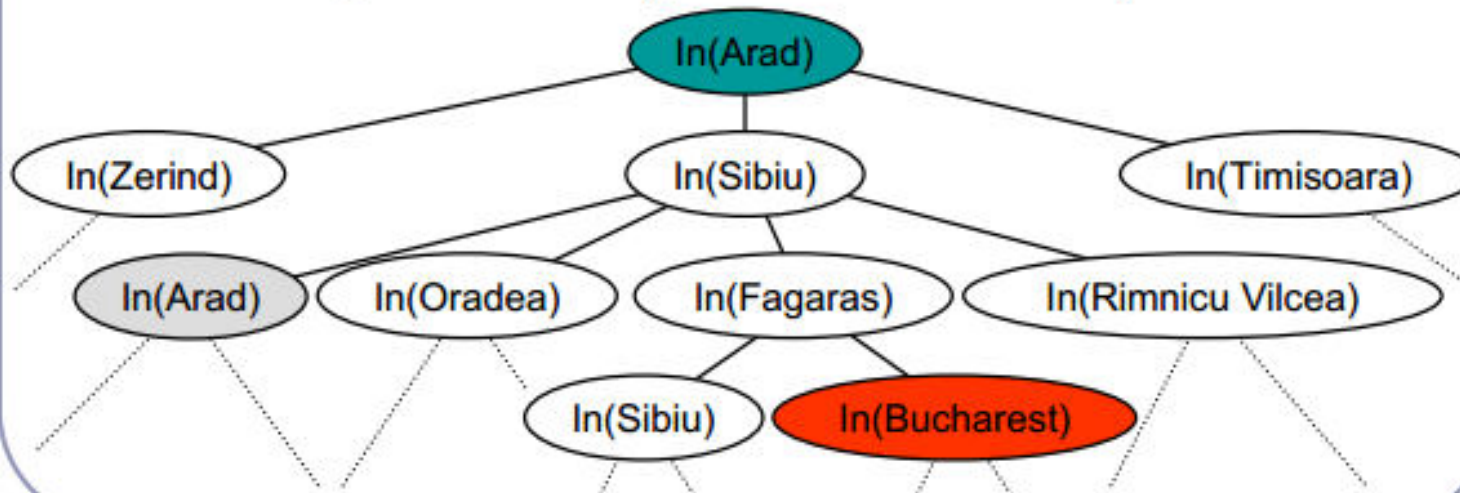 In(Arad)
In(Zerind) In(Sibiu) In(Timisoara)
In(Arad) In(Oradea) In(Fagaras) In(Rimnicu Vilcea)
In(Sibiu) In(Bucharest)